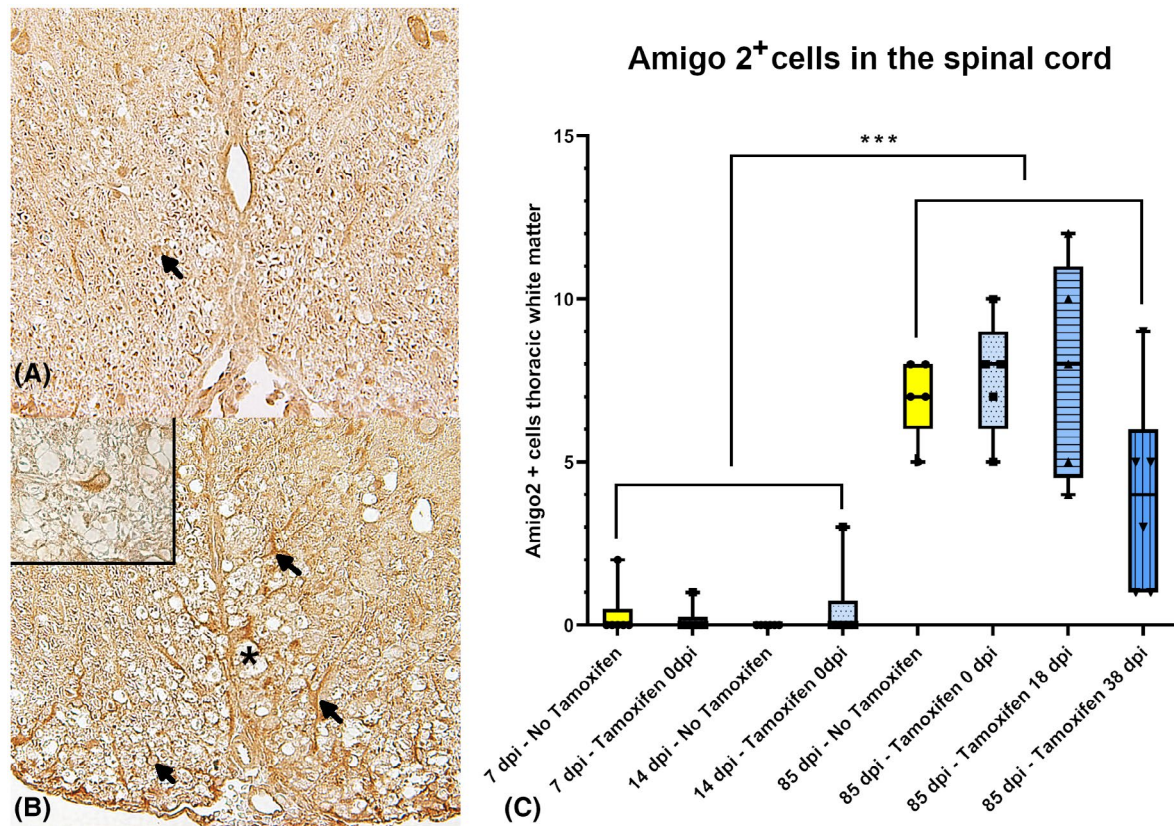 (A)
(B)
*
Amigo 2⁺ cells in the spinal cord
***
Amigo2 + cells thoracic white matter
15
10
5
0
7 dpi - No Tamoxifen
7 dpi - Tamoxifen 0dpi
14 dpi - No Tamoxifen
14 dpi - Tamoxifen 0dpi
85 dpi - No Tamoxifen
85 dpi - Tamoxifen 0 dpi
85 dpi - Tamoxifen 18 dpi
85 dpi - Tamoxifen 38 dpi
(C)